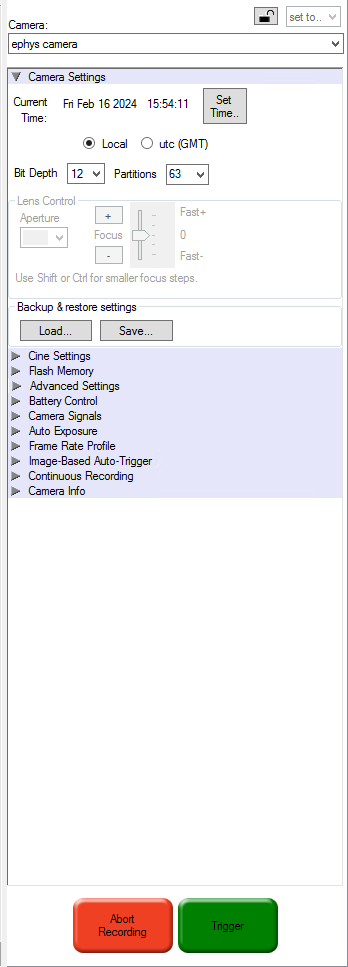 set to..
Camera:
ephys camera
Camera Settings
Current Time: Fri Feb 16 2024 15:54:11 Set Time..
Local utc (GMT)
Bit Depth 12 Partitions 63
Lens Control
Aperture + Fast+
Focus 0
- Fast-
Use Shift or Ctrl for smaller focus steps.
Backup & restore settings
Load... Save...
Cine Settings
Flash Memory
Advanced Settings
Battery Control
Camera Signals
Auto Exposure
Frame Rate Profile
Image-Based Auto-Trigger
Continuous Recording
Camera Info
Abort Recording Trigger